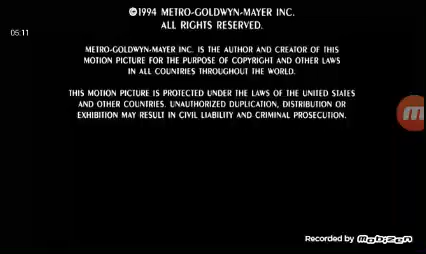 ©1994 METRO-GOLDWYN-MAYER INC.
ALL RIGHTS RESERVED.
05:11
METRO-GOLDWYN-MAYER INC. IS THE AUTHOR AND CREATOR OF THIS
MOTION PICTURE FOR THE PURPOSE OF COPYRIGHT AND OTHER LAWS
IN ALL COUNTRIES THROUGHOUT THE WORLD.
THIS MOTION PICTURE IS PROTECTED UNDER THE LAWS OF THE UNITED STATES
AND OTHER COUNTRIES. UNAUTHORIZED DUPLICATION, DISTRIBUTION OR
EXHIBITION MAY RESULT IN CIVIL LIABILITY AND CRIMINAL PROSECUTION.
m
Recorded by mobizen